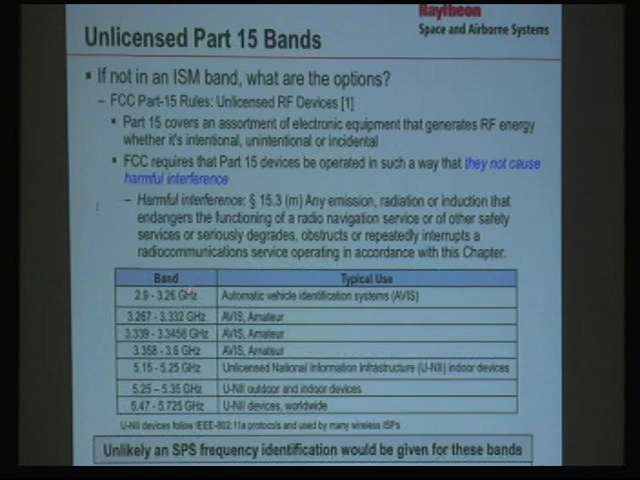 Raytheon
Space and Airborne Systems
Unlicensed Part 15 Bands
▪ If not in an ISM band, what are the options?
– FCC Part-15 Rules: Unlicensed RF Devices [1]
▪ Part 15 covers an assortment of electronic equipment that generates RF energy
whether it's intentional, unintentional or incidental
▪ FCC requires that Part 15 devices be operated in such a way that they not cause
harmful interference
– Harmful interference: § 15.3 (m) Any emission, radiation or induction that
endangers the functioning of a radio navigation service or of other safety
services or seriously degrades, obstructs or repeatedly interrupts a
radiocommunications service operating in accordance with this Chapter.
Band Typical Use
2.9 - 3.26 GHz Automatic vehicle identification systems (AVIS)
3.267 - 3.332 GHz AVIS, Amateur
3.339 - 3.3458 GHz AVIS, Amateur
3.358 - 3.6 GHz AVIS, Amateur
5.15 - 5.25 GHz Unlicensed National Information Infrastructure (U-NII) indoor devices
5.25 – 5.35 GHz U-NII outdoor and indoor devices
5.47 - 5.725 GHz U-NII devices, worldwide
U-NII devices follow IEEE-802.11a protocols and used by many wireless ISPs
Unlikely an SPS frequency identification would be given for these bands